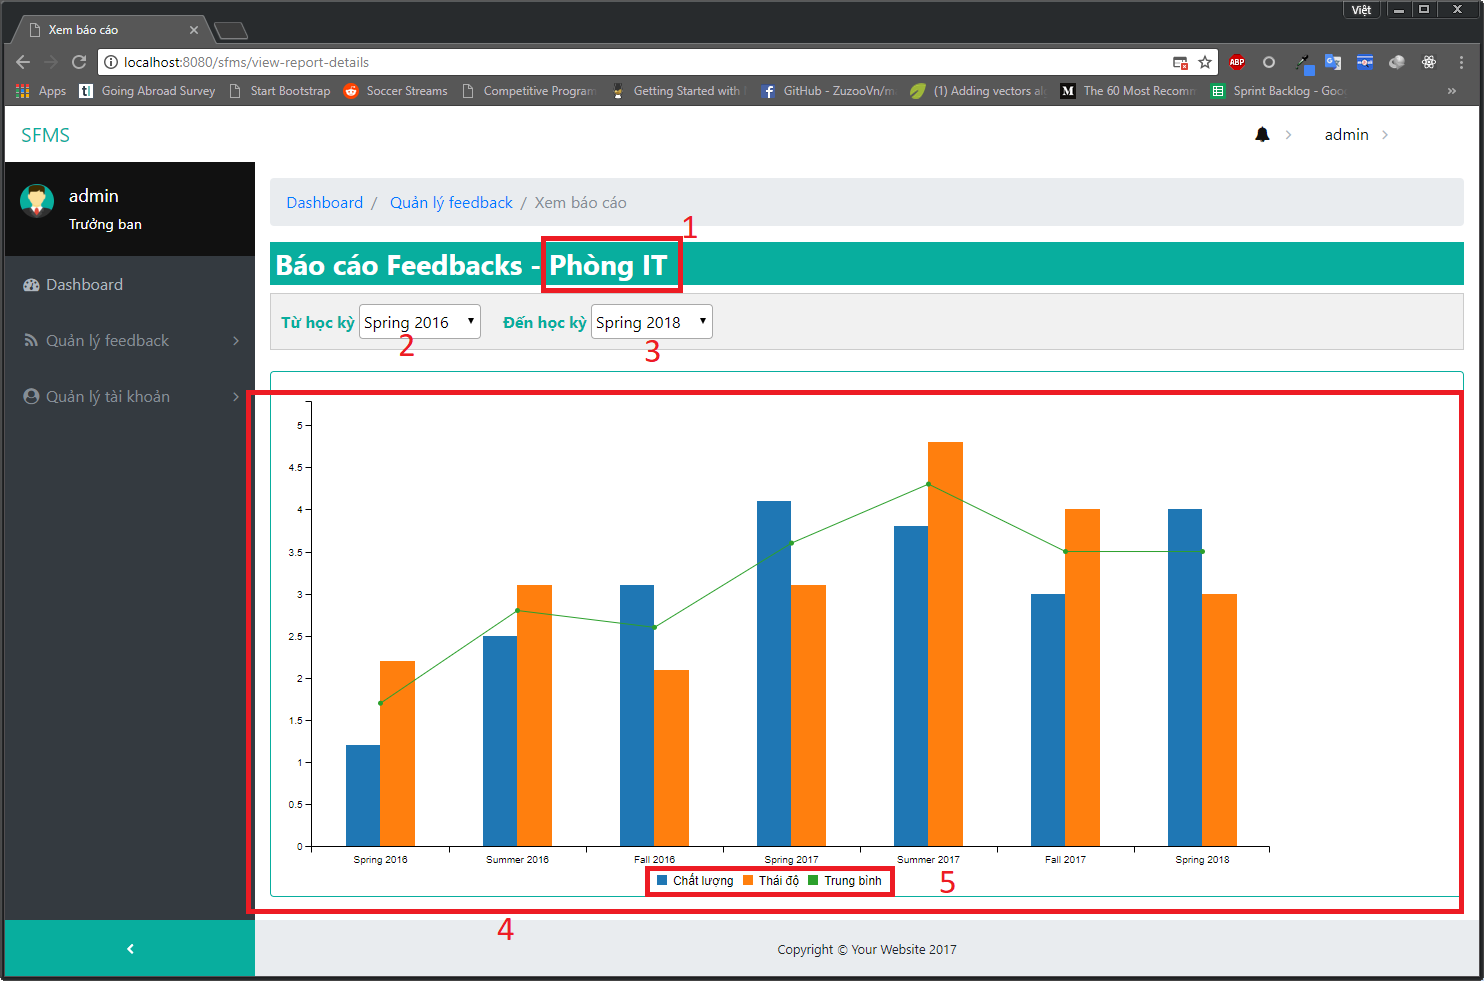 Việt
Xem báo cáo
localhost:8080/sfms/view-report-details
ABP
Apps
Going Abroad Survey
Start Bootstrap
Soccer Streams
Competitive Program
Getting Started with
GitHub - ZuzooVn/m
(1) Adding vectors al
M The 60 Most Recom
Sprint Backlog - Goo
SFMS
admin
admin
Trưởng ban
Dashboard
Quản lý feedback
Quản lý tài khoản
Dashboard / Quản lý feedback / Xem báo cáo
1
Báo cáo Feedbacks - Phòng IT
Từ học kỳ Spring 2016 Đến học kỳ Spring 2018
2
3
5
4.5
4
3.5
3
2.5
2
1.5
1
0.5
0
Spring 2016
Summer 2016
Fall 2016
Spring 2017
Summer 2017
Fall 2017
Spring 2018
Chất lượng Thái độ Trung bình
5
4
Copyright © Your Website 2017